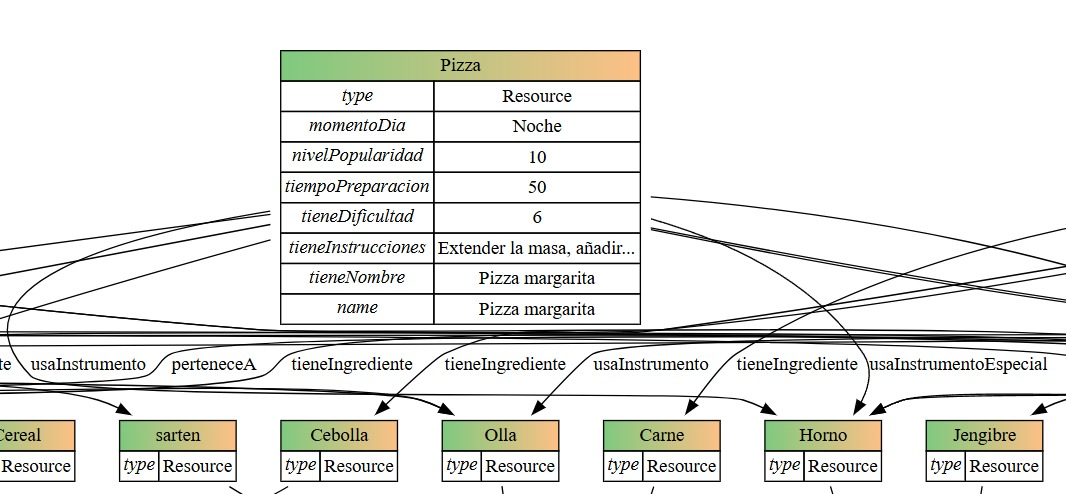 Pizza
type Resource
momentoDia Noche
nivelPopularidad 10
tiempoPreparacion 50
tieneDificultad 6
tieneInstrucciones Extender la masa, añadir...
tieneNombre Pizza margarita
name Pizza margarita
te usaInstrumento perteneceA tieneIngrediente tieneIngrediente usaInstrumento tieneIngrediente usaInstrumentoEspecial
Cereal sarten Cebolla Olla Carne Horno Jengibre
Resource type Resource type Resource type Resource type Resource type Resource type Resource